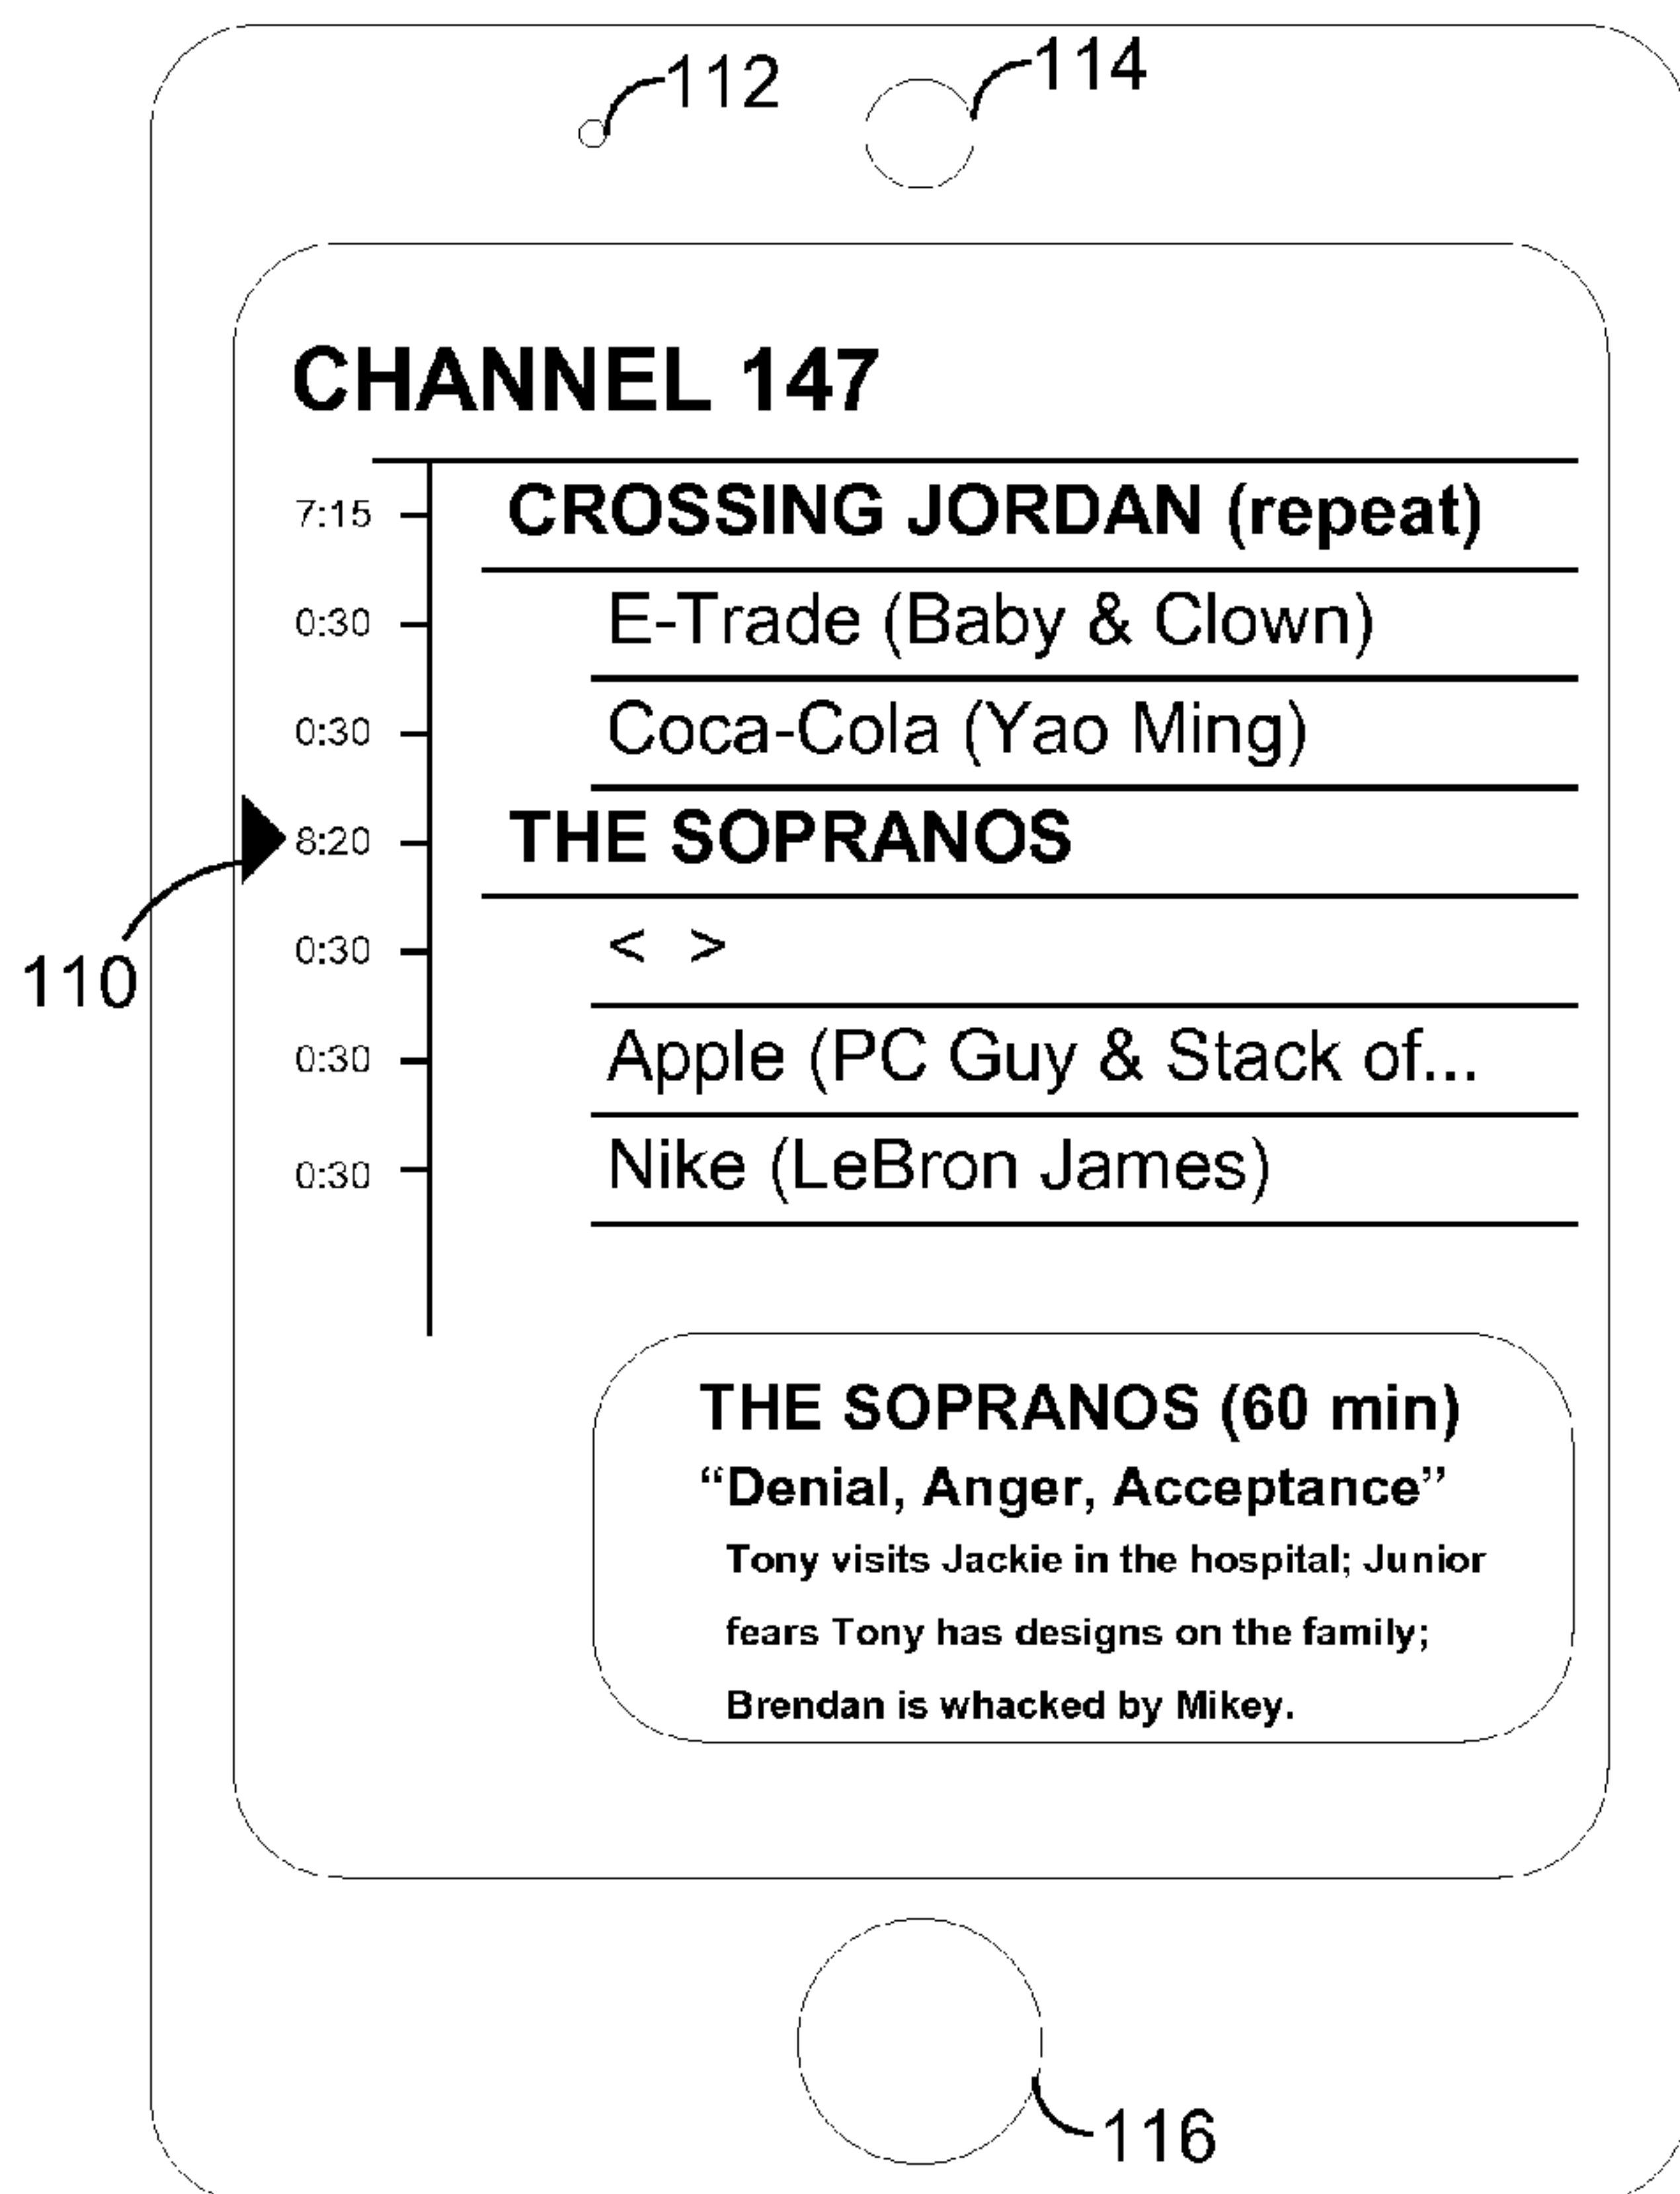 112
114
CHANNEL 147
7:15 CROSSING JORDAN (repeat)
0:30 E-Trade (Baby & Clown)
0:30 Coca-Cola (Yao Ming)
8:20 THE SOPRANOS
0:30 < >
110
0:30 Apple (PC Guy & Stack of...
0:30 Nike (LeBron James)
THE SOPRANOS (60 min)
“Denial, Anger, Acceptance”
Tony visits Jackie in the hospital; Junior
fears Tony has designs on the family;
Brendan is whacked by Mikey.
116